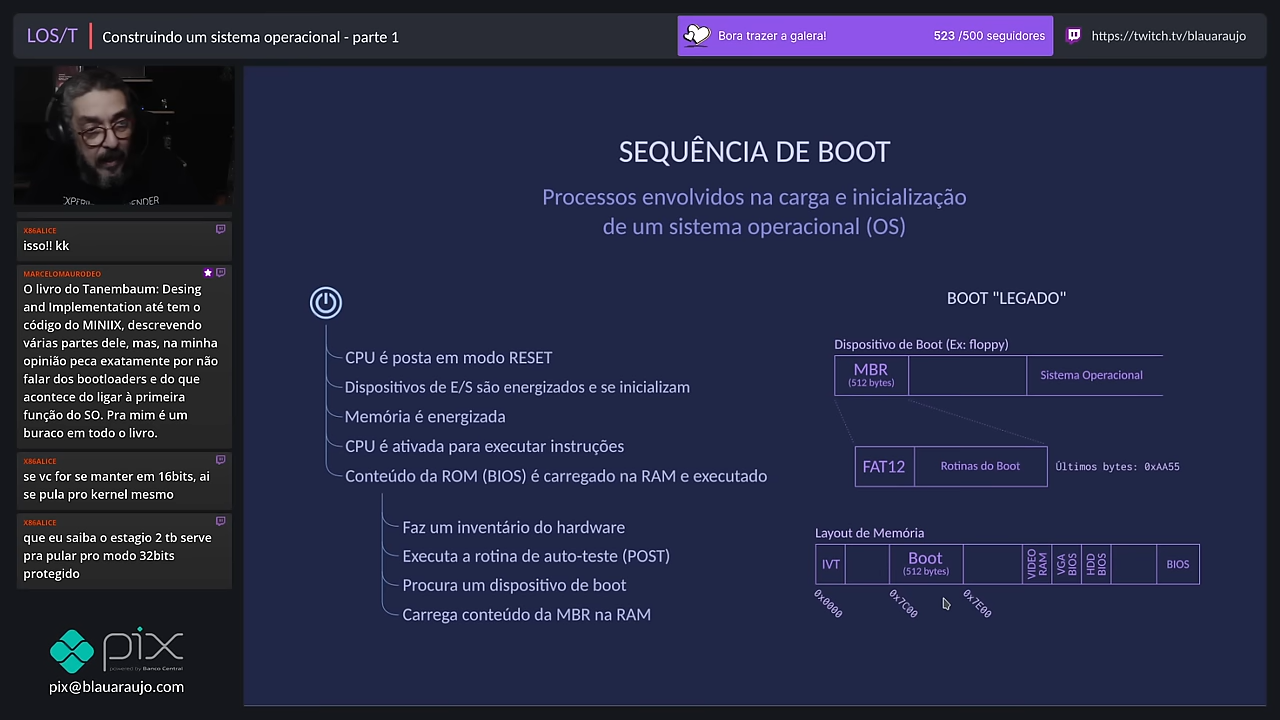 LOS/T
Construindo um sistema operacional - parte 1
Bora trazer a galera!
523 /500 seguidores
https://twitch.tv/blauaraujo
X86ALICE
isso!! kk
MARCELOMAURODEO
O livro do Tanembaum: Desing
and Implementation até tem o
código do MINIIX, descrevendo
várias partes dele, mas, na minha
opinião peca exatamente por não
falar dos bootloaders e do que
acontece do ligar à primeira
função do SO. Pra mim é um
buraco em todo o livro.
X86ALICE
se vc for se manter em 16bits, ai
se pula pro kernel mesmo
X86ALICE
que eu saiba o estagio 2 tb serve
pra pular pro modo 32bits
protegido
pix
powered by Banco Central
pix@blauaraujo.com
SEQUÊNCIA DE BOOT
Processos envolvidos na carga e inicialização
de um sistema operacional (OS)
CPU é posta em modo RESET
Dispositivos de E/S são energizados e se inicializam
Memória é energizada
CPU é ativada para executar instruções
Conteúdo da ROM (BIOS) é carregado na RAM e executado
Faz um inventário do hardware
Executa a rotina de auto-teste (POST)
Procura um dispositivo de boot
Carrega conteúdo da MBR na RAM
BOOT "LEGADO"
Dispositivo de Boot (Ex: floppy)
MBR
(512 bytes)
Sistema Operacional
FAT12
Rotinas do Boot
Últimos bytes: 0xAA55
Layout de Memória
IVT
Boot
(512 bytes)
VIDEO
RAM
VGA
BIOS
HDD
BIOS
BIOS
0x0000
0x7C00
0x7E00